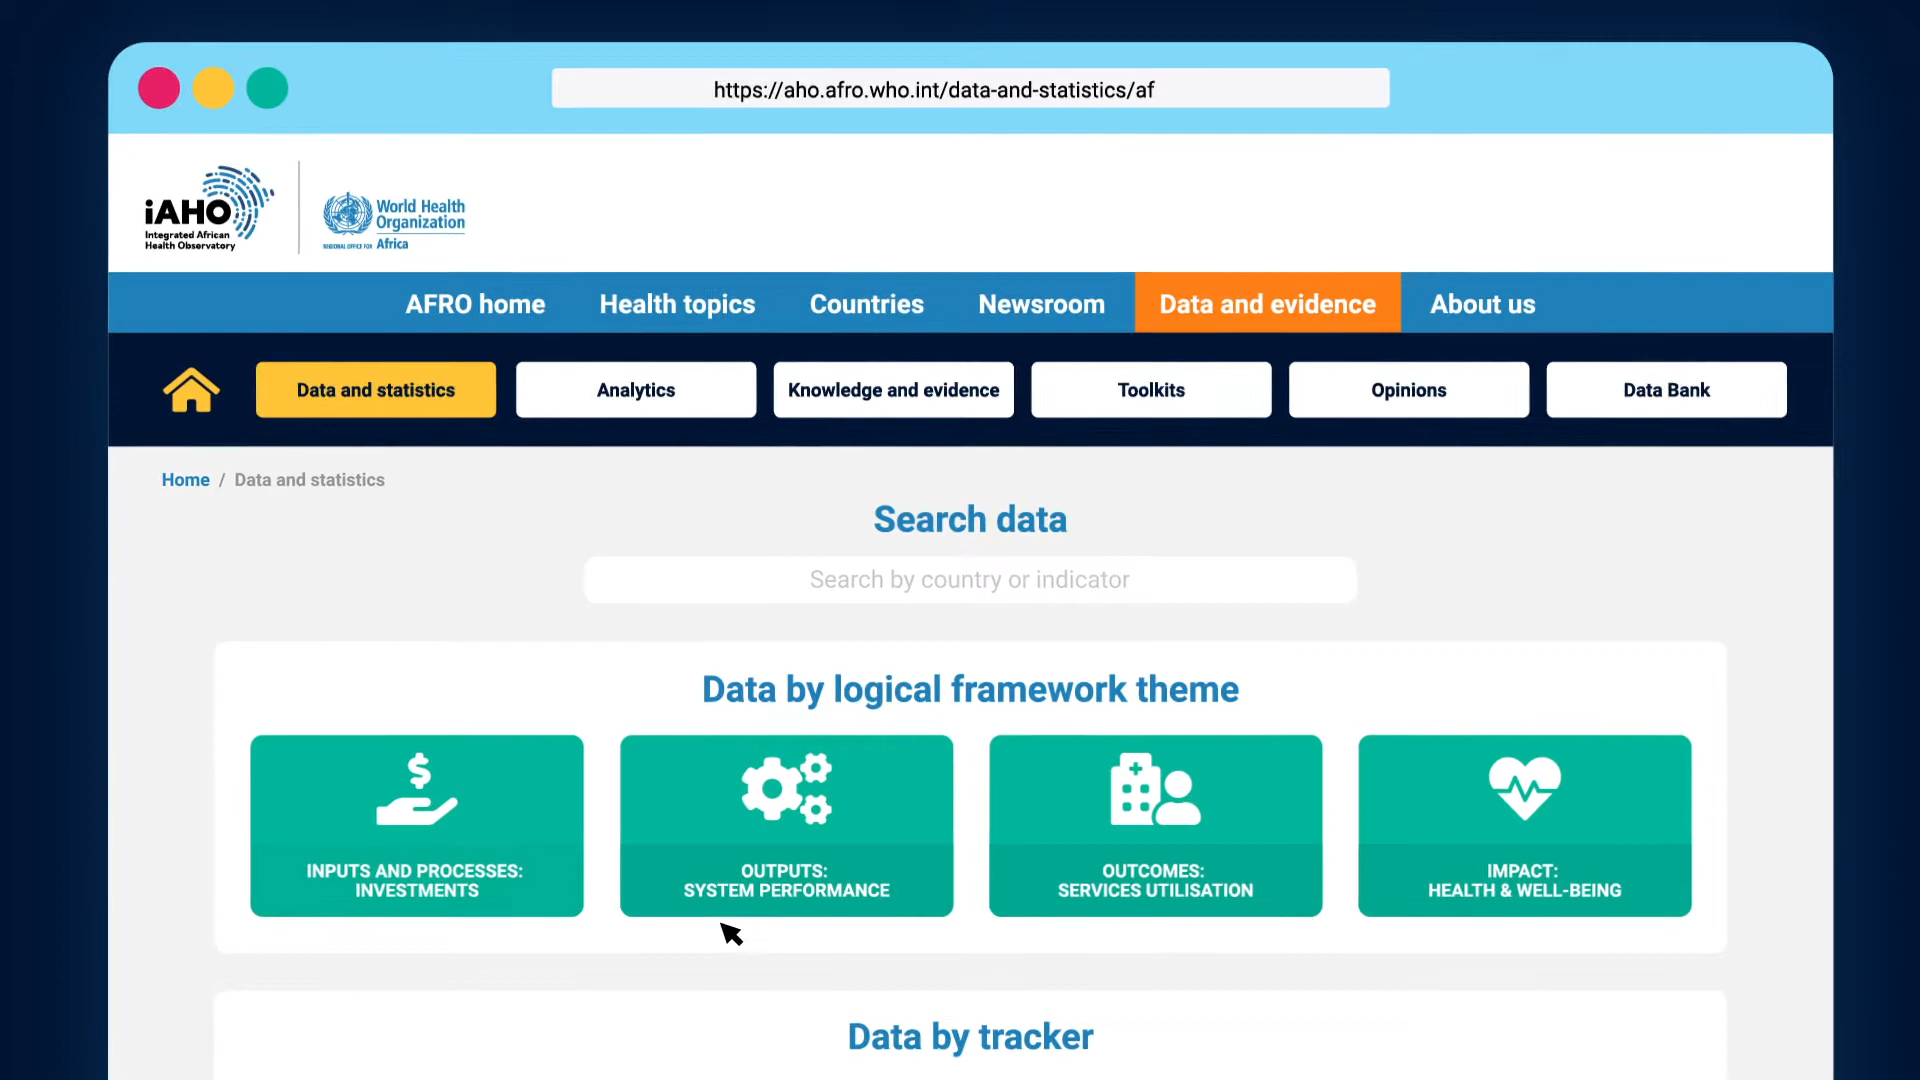 https://aho.afro.who.int/data-and-statistics/af
iAHO
Integrated African
Health Observatory
World Health
Organization
REGIONAL OFFICE FOR Africa
AFRO home
Health topics
Countries
Newsroom
Data and evidence
About us
Data and statistics
Analytics
Knowledge and evidence
Toolkits
Opinions
Data Bank
Home / Data and statistics
Search data
Search by country or indicator
Data by logical framework theme
INPUTS AND PROCESSES:
INVESTMENTS
OUTPUTS:
SYSTEM PERFORMANCE
OUTCOMES:
SERVICES UTILISATION
IMPACT:
HEALTH & WELL-BEING
Data by tracker